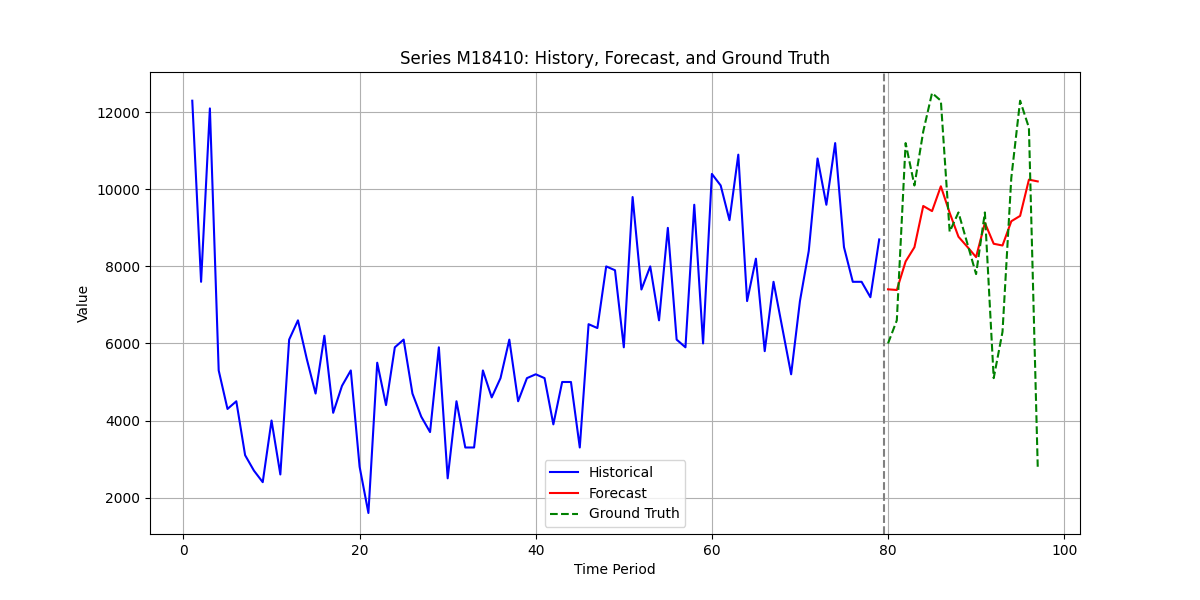 Series M18410: History, Forecast, and Ground Truth
12000
10000
8000
6000
4000
2000
Value
0
20
40
60
80
100
Time Period
Historical
Forecast
Ground Truth